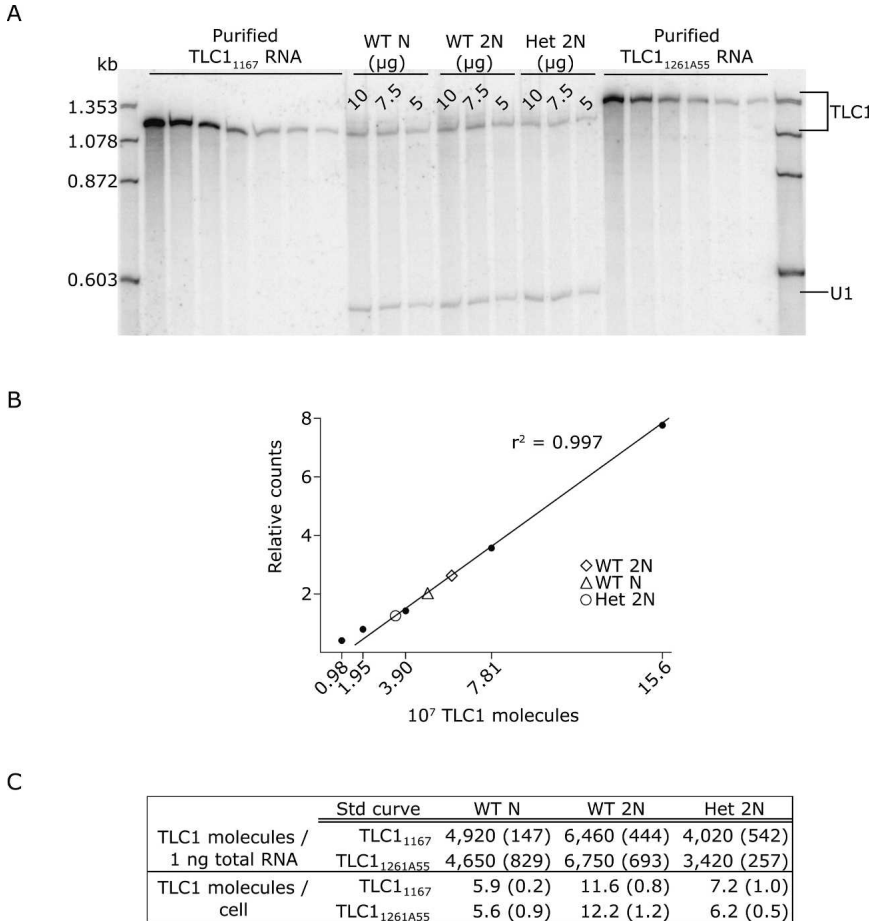 A
Purified
TLC1₁₁₆₇ RNA
WT N
(µg)
WT 2N
(µg)
Het 2N
(µg)
Purified
TLC1₁₂₆₁ₐ₅₅ RNA
kb
10 7.5 5 10 7.5 5 10 7.5 5
1.353
1.078
0.872
0.603
TLC1
U1
B
Relative counts
8
6
4
2
r² = 0.997
◇ WT 2N
△ WT N
○ Het 2N
0.98 1.95 3.90 7.81 15.6
10⁷ TLC1 molecules
C
Std curve WT N WT 2N Het 2N
TLC1 molecules /
1 ng total RNA
TLC1₁₁₆₇ 4,920 (147) 6,460 (444) 4,020 (542)
TLC1₁₂₆₁ₐ₅₅ 4,650 (829) 6,750 (693) 3,420 (257)
TLC1 molecules /
cell
TLC1₁₁₆₇ 5.9 (0.2) 11.6 (0.8) 7.2 (1.0)
TLC1₁₂₆₁ₐ₅₅ 5.6 (0.9) 12.2 (1.2) 6.2 (0.5)